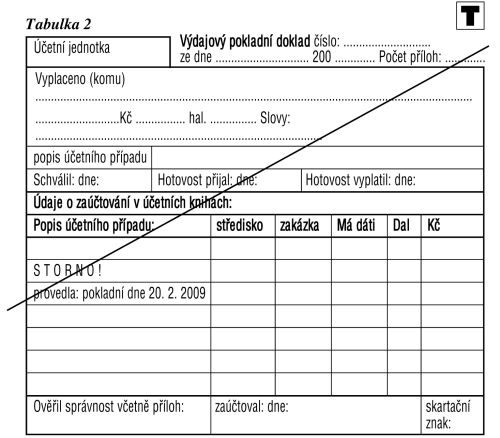 Tabulka 2
T
Účetní jednotka
Výdajový pokladní doklad číslo: ............................
ze dne .............................. 200 ............. Počet příloh: .............
Vyplaceno (komu)
..............................................................................................................................
...........................Kč ................ hal. ............... Slovy:
..............................................................................................
popis účetního případu
Schválil: dne: Hotovost přijal: dne: Hotovost vyplatil: dne:
Údaje o zaúčtování v účetních knihách:
Popis účetního případu: středisko zakázka Má dáti Dal Kč
S T O R N O !
provedla: pokladní dne 20. 2. 2009
Ověřil správnost včetně příloh: zaúčtoval: dne: skartační
znak: